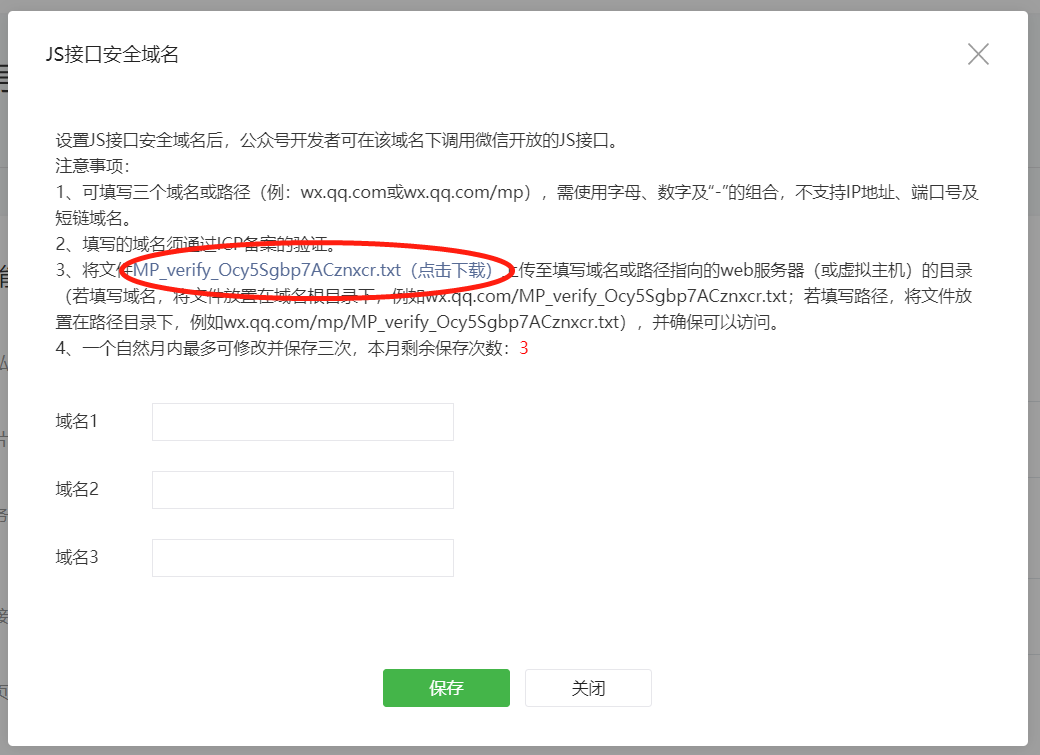 JS接口安全域名
设置JS接口安全域名后，公众号开发者可在该域名下调用微信开放的JS接口。
注意事项：
1、可填写三个域名或路径（例：wx.qq.com或wx.qq.com/mp），需使用字母、数字及“-”的组合，不支持IP地址、端口号及
短链域名。
2、填写的域名须通过ICP备案的验证。
3、将文件MP_verify_Ocy5Sgbp7ACznxcr.txt（点击下载）上传至填写域名或路径指向的web服务器（或虚拟主机）的目录
（若填写域名，将文件放置在域名根目录下，例如wx.qq.com/MP_verify_Ocy5Sgbp7ACznxcr.txt；若填写路径，将文件放
置在路径目录下，例如wx.qq.com/mp/MP_verify_Ocy5Sgbp7ACznxcr.txt），并确保可以访问。
4、一个自然月内最多可修改并保存三次，本月剩余保存次数：3
域名1
域名2
域名3
保存 关闭